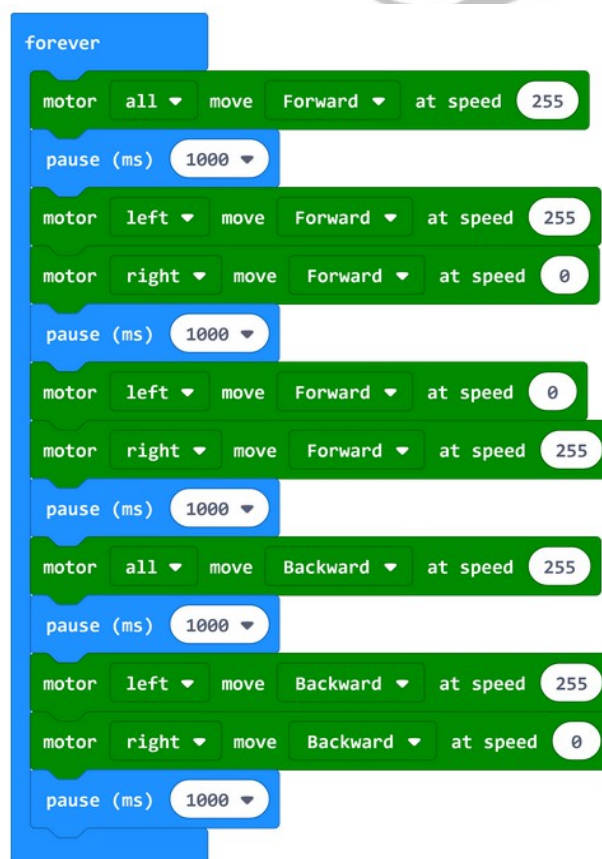 forever
motor all move Forward at speed 255
pause (ms) 1000
motor left move Forward at speed 255
motor right move Forward at speed 0
pause (ms) 1000
motor left move Forward at speed 0
motor right move Forward at speed 255
pause (ms) 1000
motor all move Backward at speed 255
pause (ms) 1000
motor left move Backward at speed 255
motor right move Backward at speed 0
pause (ms) 1000